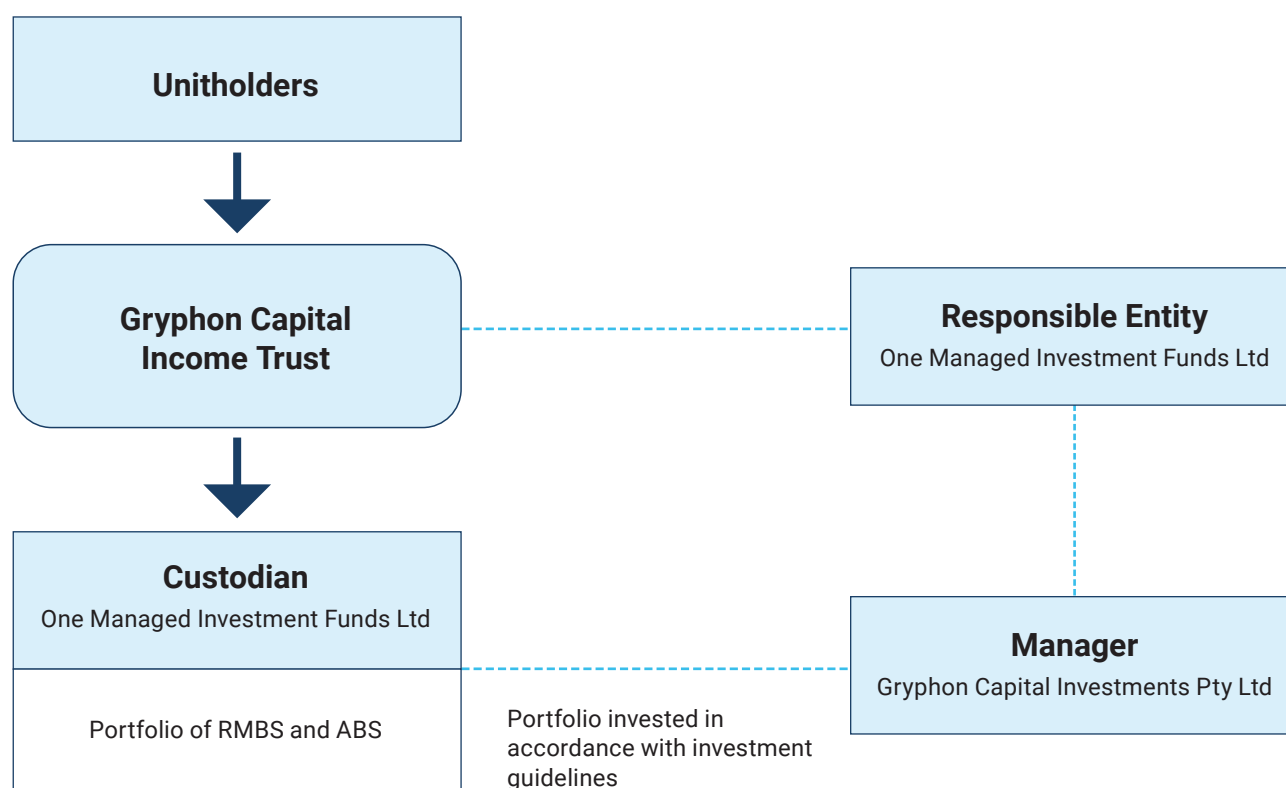 Unitholders
Gryphon Capital
Income Trust
Responsible Entity
One Managed Investment Funds Ltd
Custodian
One Managed Investment Funds Ltd
Manager
Gryphon Capital Investments Pty Ltd
Portfolio of RMBS and ABS
Portfolio invested in
accordance with investment
guidelines